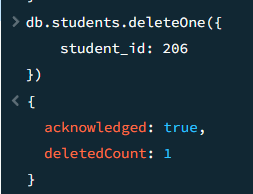 > db.students.deleteOne({
student_id: 206
})
< {
acknowledged: true,
deletedCount: 1
}